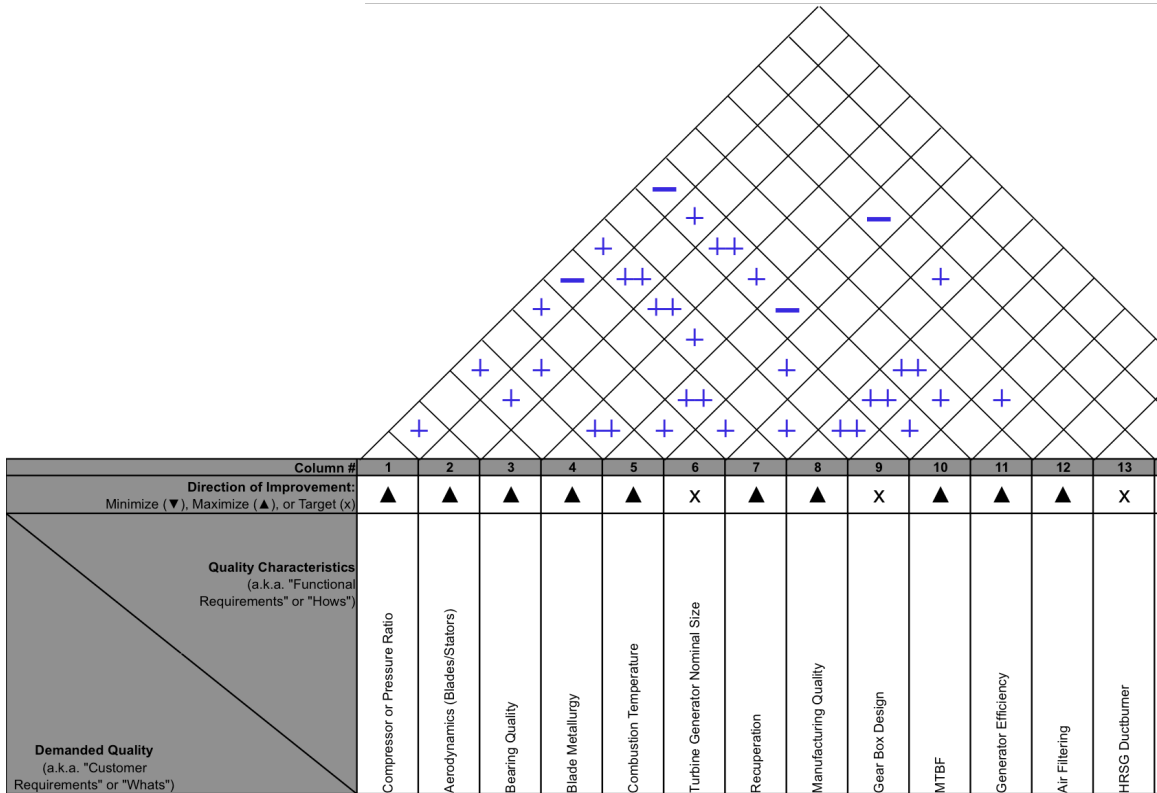 —
+ —
+ ++
— ++ + +
+ ++ —
+
+ + + ++
+ ++ ++ + +
+ ++ + + + ++ +
Column # 1 2 3 4 5 6 7 8 9 10 11 12 13
Direction of Improvement:
Minimize (▼), Maximize (▲), or Target (x)
▲ ▲ ▲ ▲ ▲ x ▲ ▲ x ▲ ▲ ▲ x
Quality Characteristics
(a.k.a. "Functional
Requirements" or "Hows")
Demanded Quality
(a.k.a. "Customer
Requirements" or "Whats")
Compressor or Pressure Ratio
Aerodynamics (Blades/Stators)
Bearing Quality
Blade Metallurgy
Combustion Temperature
Turbine Generator Nominal Size
Recuperation
Manufacturing Quality
Gear Box Design
MTBF
Generator Efficiency
Air Filtering
HRSG Ductburner